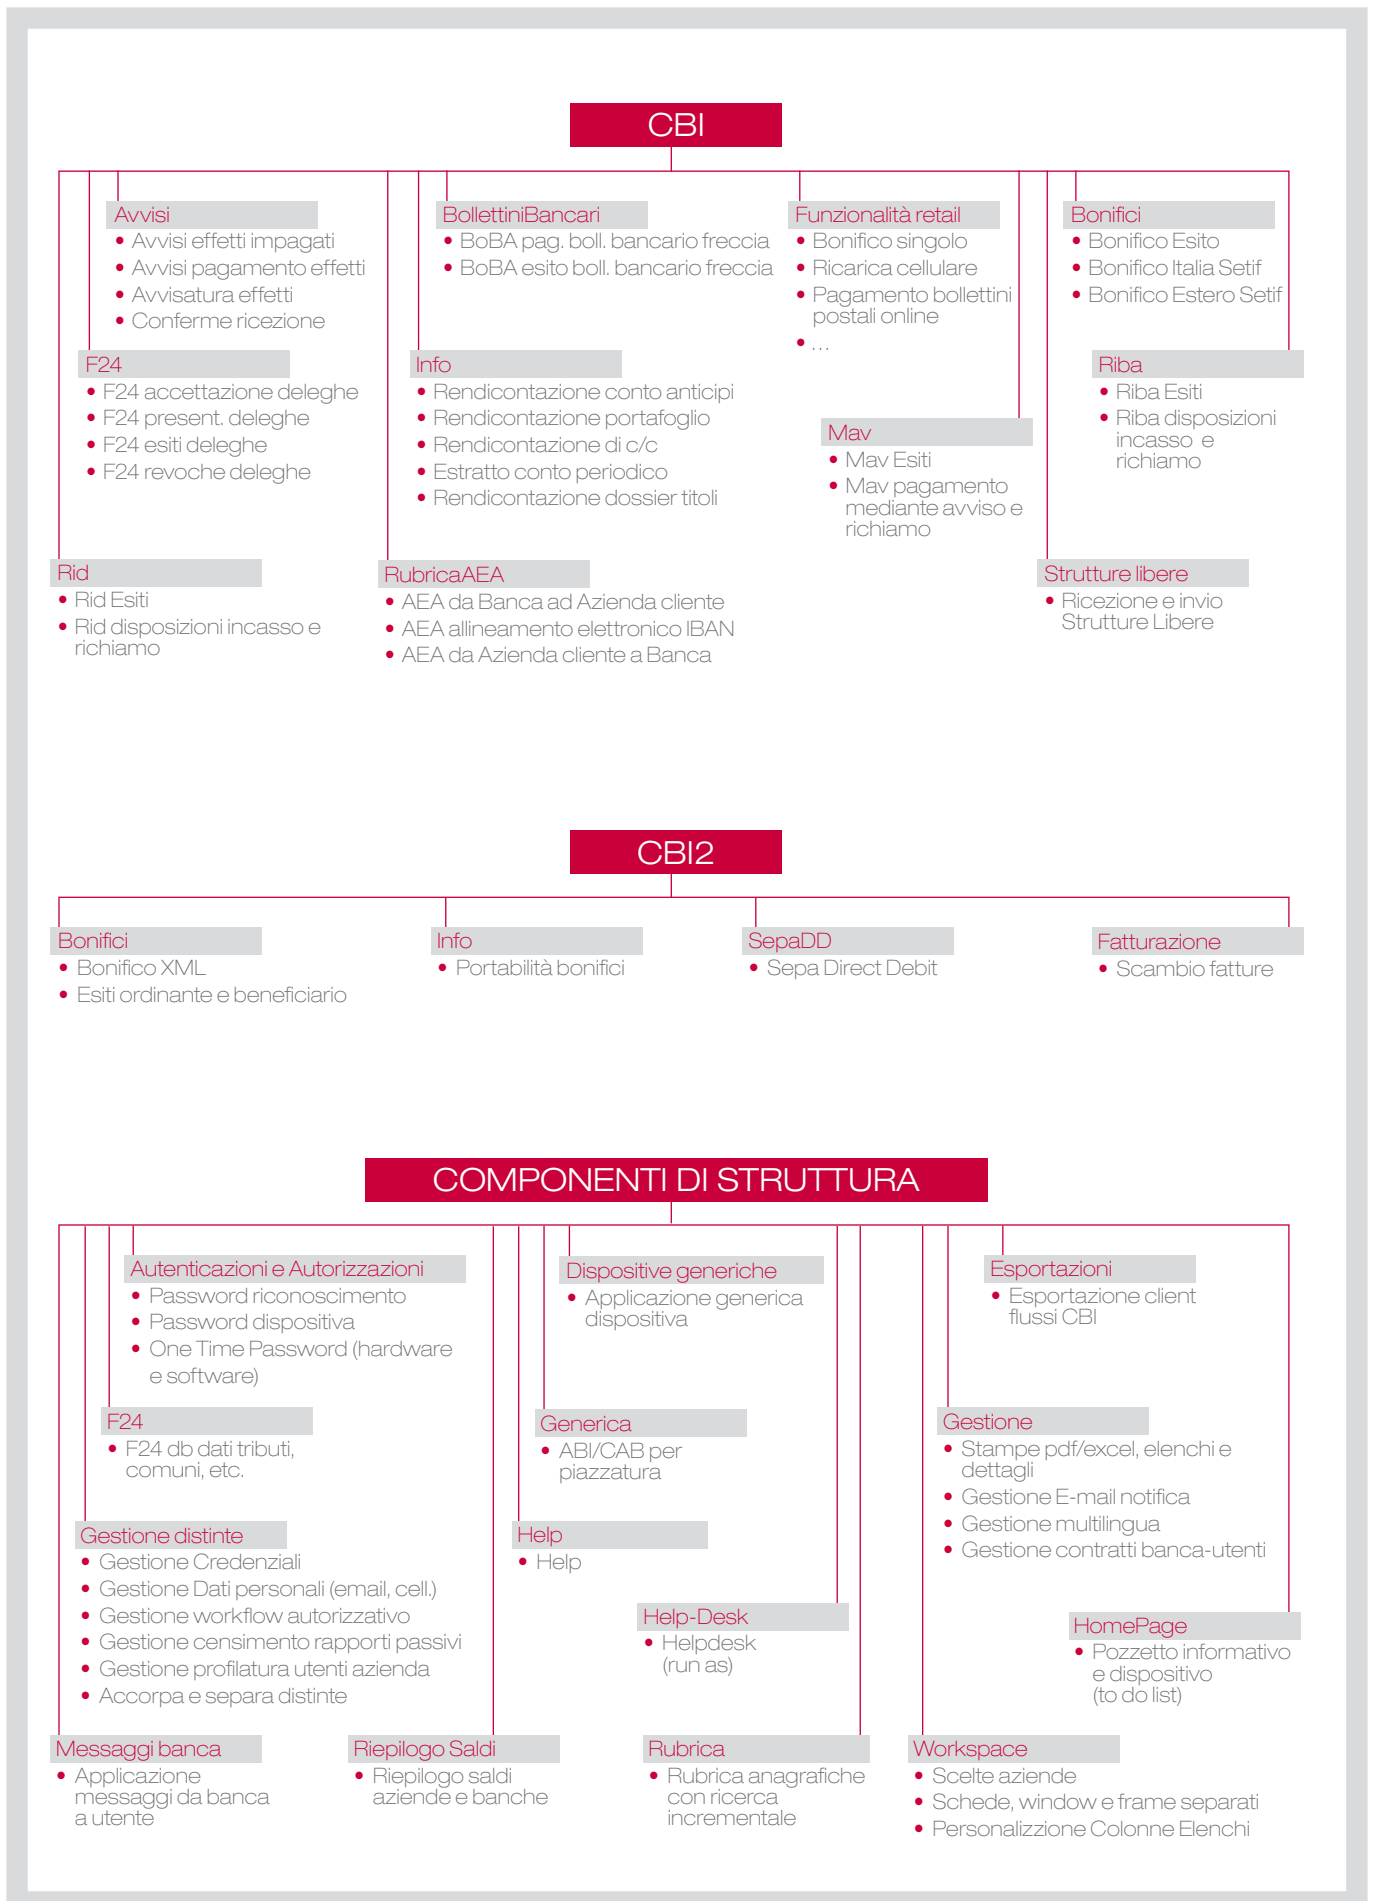 CBI
Avvisi
• Avvisi effetti impagati
• Avvisi pagamento effetti
• Avvisatura effetti
• Conferme ricezione
BollettiniBancari
• BoBA pag. boll. bancario freccia
• BoBA esito boll. bancario freccia
Funzionalità retail
• Bonifico singolo
• Ricarica cellulare
• Pagamento bollettini
postali online
• ...
Bonifici
• Bonifico Esito
• Bonifico Italia Setif
• Bonifico Estero Setif
F24
• F24 accettazione deleghe
• F24 present. deleghe
• F24 esiti deleghe
• F24 revoche deleghe
Info
• Rendicontazione conto anticipi
• Rendicontazione portafoglio
• Rendicontazione di c/c
• Estratto conto periodico
• Rendicontazione dossier titoli
Mav
• Mav Esiti
• Mav pagamento
mediante avviso e
richiamo
Riba
• Riba Esiti
• Riba disposizioni
incasso e
richiamo
Rid
• Rid Esiti
• Rid disposizioni incasso e
richiamo
RubricaAEA
• AEA da Banca ad Azienda cliente
• AEA allineamento elettronico IBAN
• AEA da Azienda cliente a Banca
Strutture libere
• Ricezione e invio
Strutture Libere
CBI2
Bonifici
• Bonifico XML
• Esiti ordinante e beneficiario
Info
• Portabilità bonifici
SepaDD
• Sepa Direct Debit
Fatturazione
• Scambio fatture
COMPONENTI DI STRUTTURA
Autenticazioni e Autorizzazioni
• Password riconoscimento
• Password dispositiva
• One Time Password (hardware
e software)
Dispositive generiche
• Applicazione generica
dispositiva
Esportazioni
• Esportazione client
flussi CBI
F24
• F24 db dati tributi,
comuni, etc.
Generica
• ABI/CAB per
piazzatura
Gestione
• Stampe pdf/excel, elenchi e
dettagli
• Gestione E-mail notifica
• Gestione multilingua
• Gestione contratti banca-utenti
Gestione distinte
• Gestione Credenziali
• Gestione Dati personali (email, cell.)
• Gestione workflow autorizzativo
• Gestione censimento rapporti passivi
• Gestione profilatura utenti azienda
• Accorpa e separa distinte
Help
• Help
Help-Desk
• Helpdesk
(run as)
HomePage
• Pozzetto informativo
e dispositivo
(to do list)
Messaggi banca
• Applicazione
messaggi da banca
a utente
Riepilogo Saldi
• Riepilogo saldi
aziende e banche
Rubrica
• Rubrica anagrafiche
con ricerca
incrementale
Workspace
• Scelte aziende
• Schede, window e frame separati
• Personalizzione Colonne Elenchi